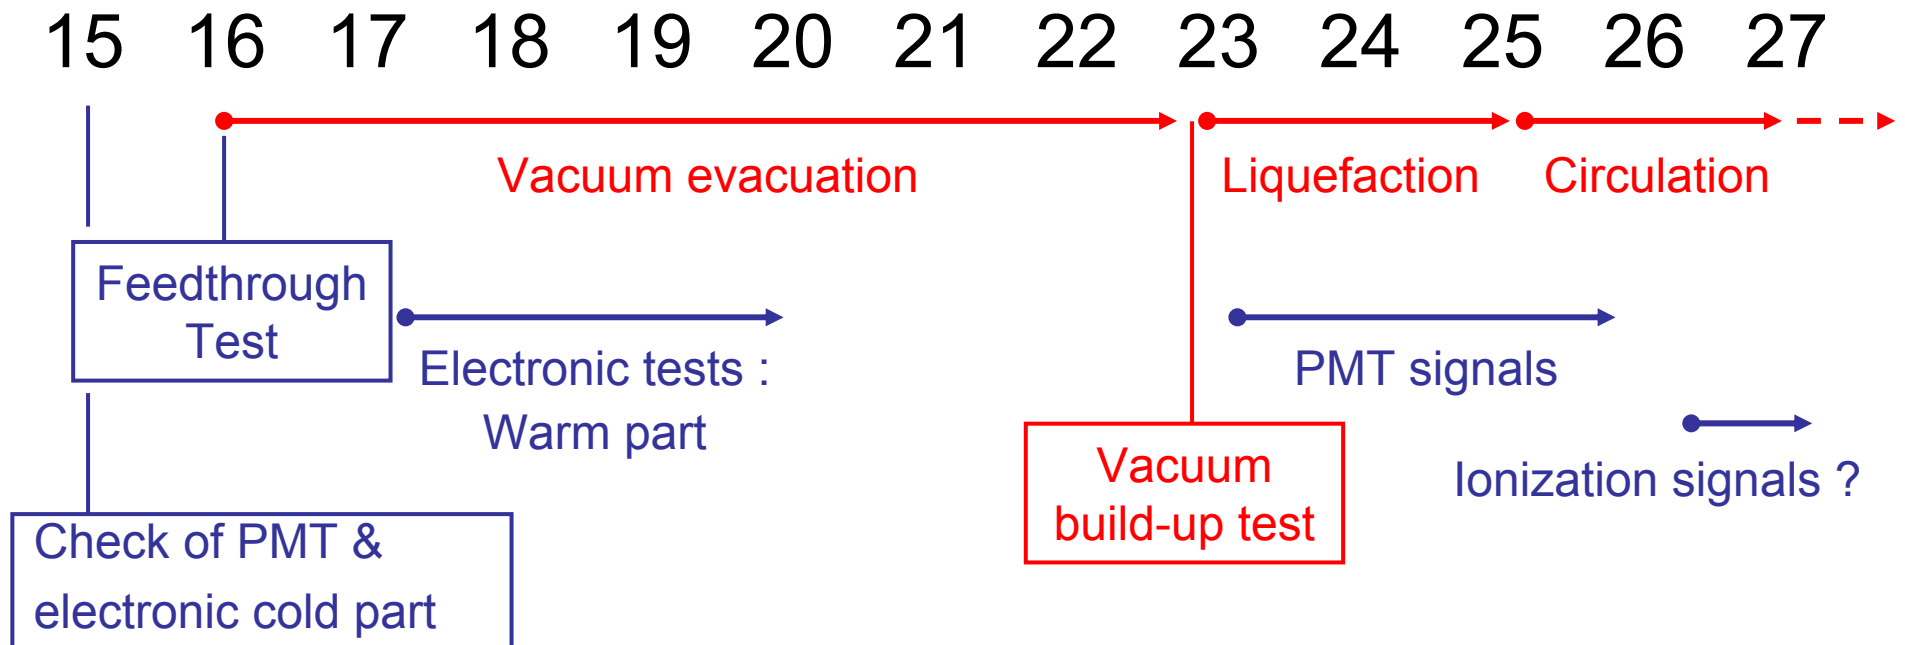 15 16 17 18 19 20 21 22 23 24 25 26 27
Vacuum evacuation
Liquefaction
Circulation
Feedthrough
Test
Electronic tests :
Warm part
PMT signals
Vacuum
build-up test
Ionization signals ?
Check of PMT &
electronic cold part